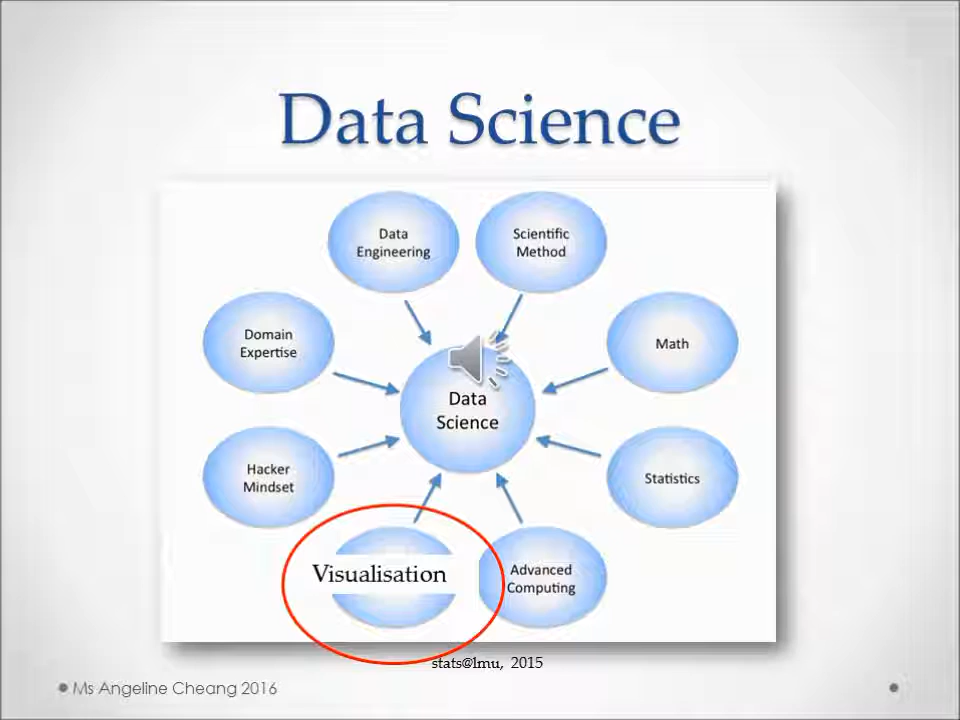 Data Science
Data
Engineering
Scientific
Method
Domain
Expertise
Math
Data
Science
Hacker
Mindset
Statistics
Visualisation
Advanced
Computing
stats@lmu, 2015
Ms Angeline Cheang 2016